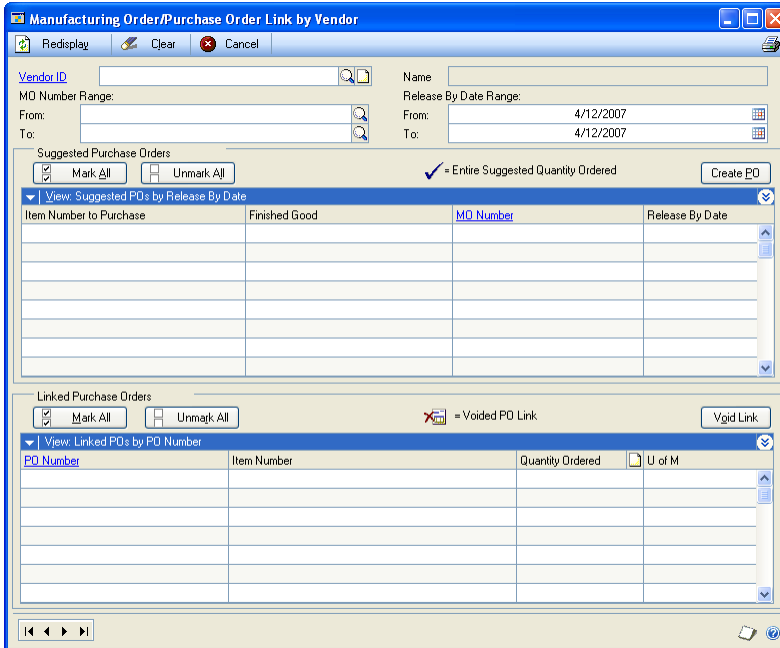 Manufacturing Order/Purchase Order Link by Vendor
Redisplay Clear Cancel
Vendor ID Name
MO Number Range: Release By Date Range:
From: From: 4/12/2007
To: To: 4/12/2007
Suggested Purchase Orders
Mark All Unmark All = Entire Suggested Quantity Ordered Create PO
View: Suggested POs by Release By Date
Item Number to Purchase Finished Good MO Number Release By Date
Linked Purchase Orders
Mark All Unmark All = Voided PO Link Void Link
View: Linked POs by PO Number
PO Number Item Number Quantity Ordered U of M